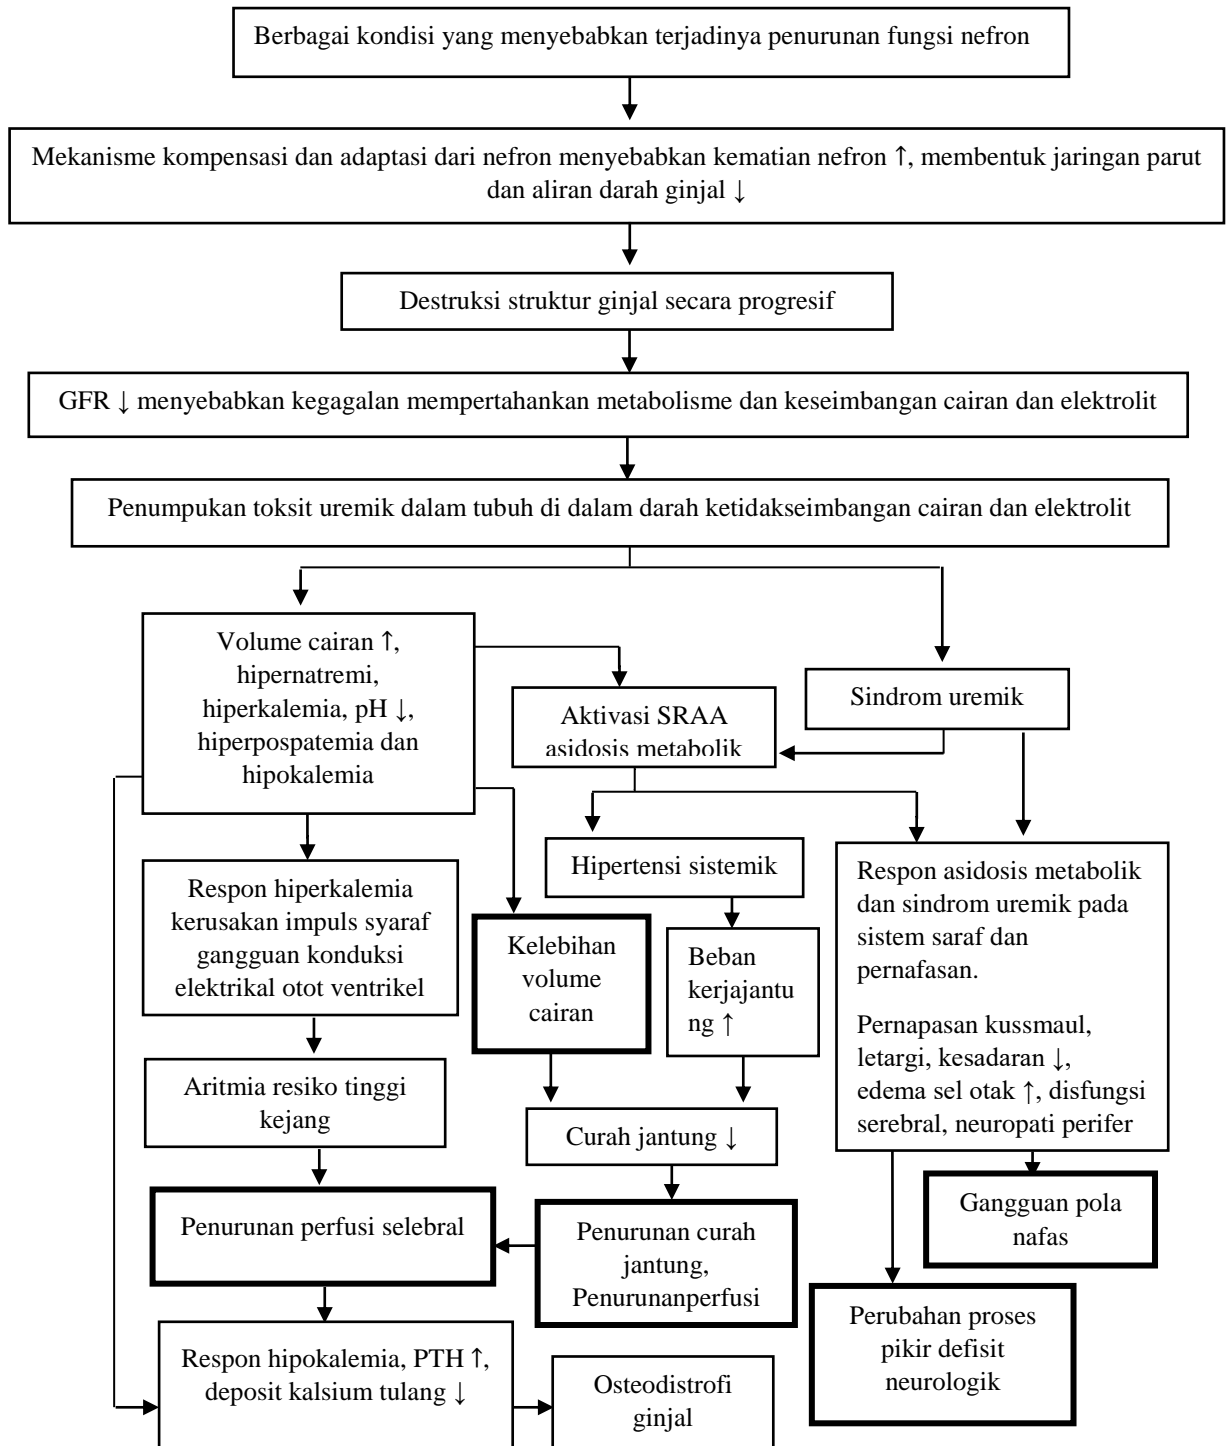 Berbagai kondisi yang menyebabkan terjadinya penurunan fungsi nefron
Mekanisme kompensasi dan adaptasi dari nefron menyebabkan kematian nefron ↑, membentuk jaringan parut
dan aliran darah ginjal ↓
Destruksi struktur ginjal secara progresif
GFR ↓ menyebabkan kegagalan mempertahankan metabolisme dan keseimbangan cairan dan elektrolit
Penumpukan toksit uremik dalam tubuh di dalam darah ketidakseimbangan cairan dan elektrolit
Volume cairan ↑,
hipernatremi,
hiperkalemia, pH ↓,
hiperpospatemia dan
hipokalemia
Aktivasi SRAA
asidosis metabolik
Sindrom uremik
Respon hiperkalemia
kerusakan impuls syaraf
gangguan konduksi
elektrikal otot ventrikel
Kelebihan
volume
cairan
Hipertensi sistemik
Beban
kerjajantu
ng ↑
Respon asidosis metabolik
dan sindrom uremik pada
sistem saraf dan
pernafasan.
Pernapasan kussmaul,
letargi, kesadaran ↓,
edema sel otak ↑, disfungsi
serebral, neuropati perifer
Aritmia resiko tinggi
kejang
Curah jantung ↓
Penurunan perfusi selebral
Penurunan curah
jantung,
Penurunanperfusi
Gangguan pola
nafas
Perubahan proses
pikir defisit
neurologik
Respon hipokalemia, PTH ↑,
deposit kalsium tulang ↓
Osteodistrofi
ginjal